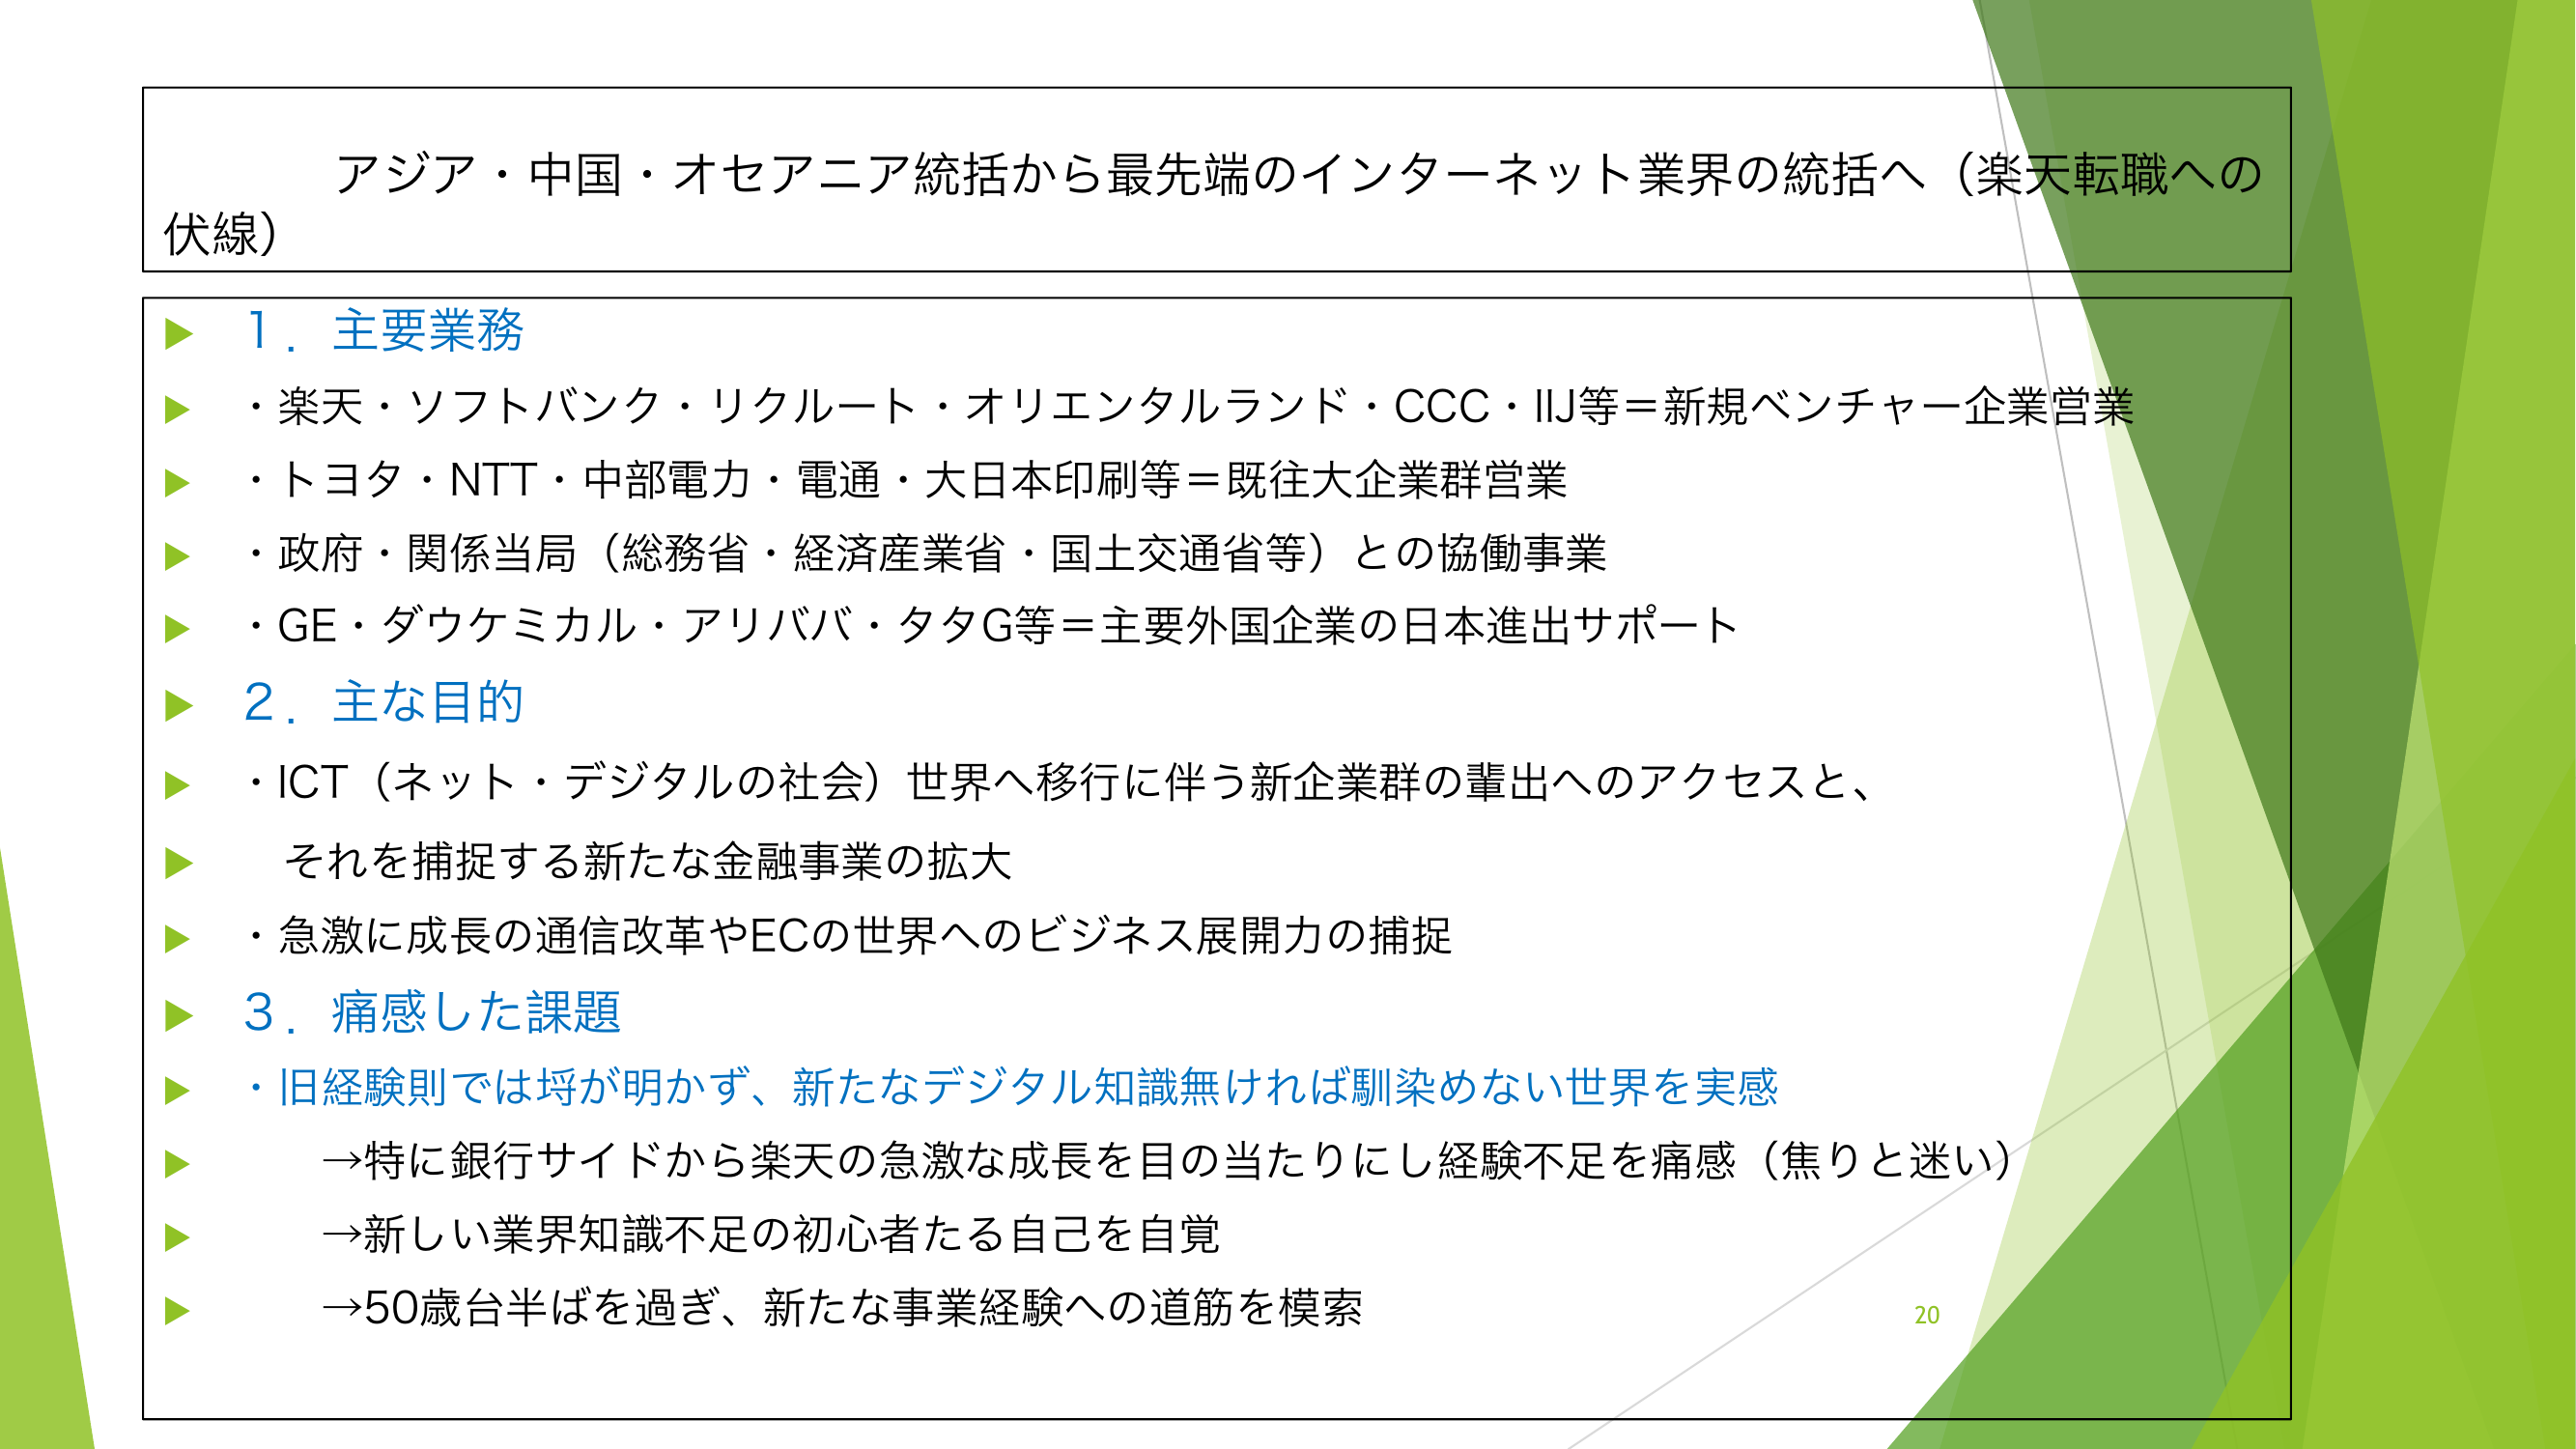 アジア・中国・オセアニア統括から最先端のインターネット業界の統括へ（楽天転職への
伏線）
１．主要業務
・楽天・ソフトバンク・リクルート・オリエンタルランド・CCC・IIJ等＝新規ベンチャー企業営業
・トヨタ・NTT・中部電力・電通・大日本印刷等＝既往大企業群営業
・政府・関係当局（総務省・経済産業省・国土交通省等）との協働事業
・GE・ダウケミカル・アリババ・タタG等＝主要外国企業の日本進出サポート
２．主な目的
・ICT（ネット・デジタルの社会）世界へ移行に伴う新企業群の輩出へのアクセスと、
それを捕捉する新たな金融事業の拡大
・急激に成長の通信改革やECの世界へのビジネス展開力の捕捉
３．痛感した課題
・旧経験則では埒が明かず、新たなデジタル知識無ければ馴染めない世界を実感
→特に銀行サイドから楽天の急激な成長を目の当たりにし経験不足を痛感（焦りと迷い）
→新しい業界知識不足の初心者たる自己を自覚
→50歳台半ばを過ぎ、新たな事業経験への道筋を模索
20